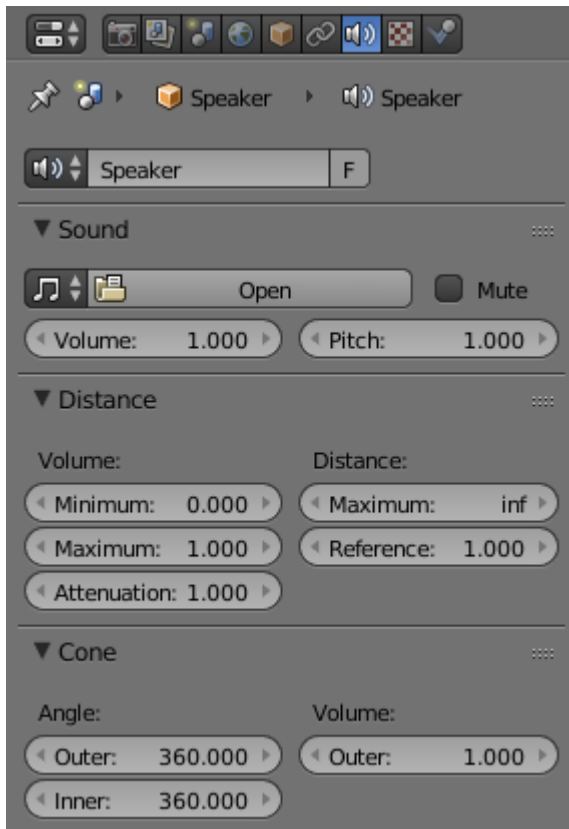 Speaker Speaker
Speaker F
Sound
Open Mute
Volume: 1.000 Pitch: 1.000
Distance
Volume: Distance:
Minimum: 0.000 Maximum: inf
Maximum: 1.000 Reference: 1.000
Attenuation: 1.000
Cone
Angle: Volume:
Outer: 360.000 Outer: 1.000
Inner: 360.000